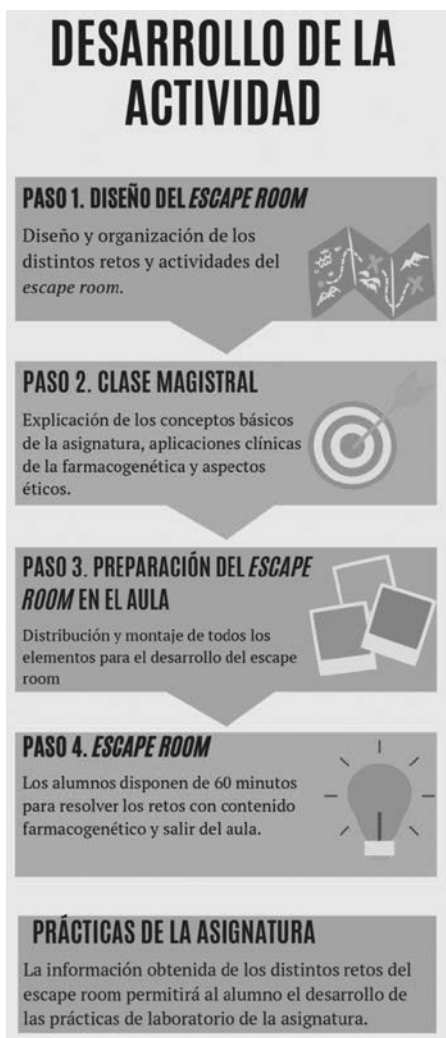 DESARROLLO DE LA
ACTIVIDAD
PASO 1. DISEÑO DEL ESCAPE ROOM
Diseño y organización de los
distintos retos y actividades del
escape room.
PASO 2. CLASE MAGISTRAL
Explicación de los conceptos básicos
de la asignatura, aplicaciones clínicas
de la farmacogenética y aspectos
éticos.
PASO 3. PREPARACIÓN DEL ESCAPE
ROOM EN EL AULA
Distribución y montaje de todos los
elementos para el desarrollo del escape
room
PASO 4. ESCAPE ROOM
Los alumnos disponen de 60 minutos
para resolver los retos con contenido
farmacogenético y salir del aula.
PRÁCTICAS DE LA ASIGNATURA
La información obtenida de los distintos retos del
escape room permitirá al alumno el desarrollo de
las prácticas de laboratorio de la asignatura.